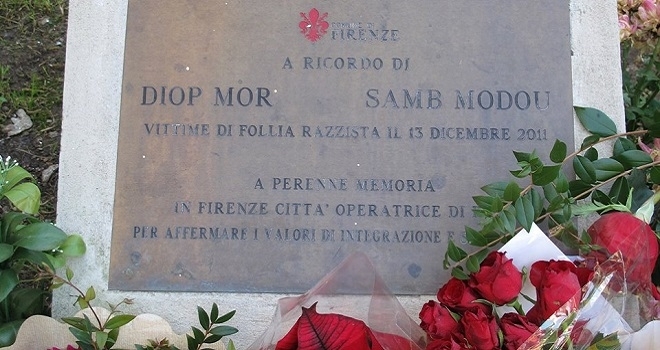 COMUNE DI
FIRENZE
A RICORDO DI
DIOP MOR SAMB MODOU
VITTIME DI FOLLIA RAZZISTA IL 13 DICEMBRE 2011
A PERENNE MEMORIA
IN FIRENZE CITTA' OPERATRICE DI
PER AFFERMARE I VALORI DI INTEGRAZIONE E